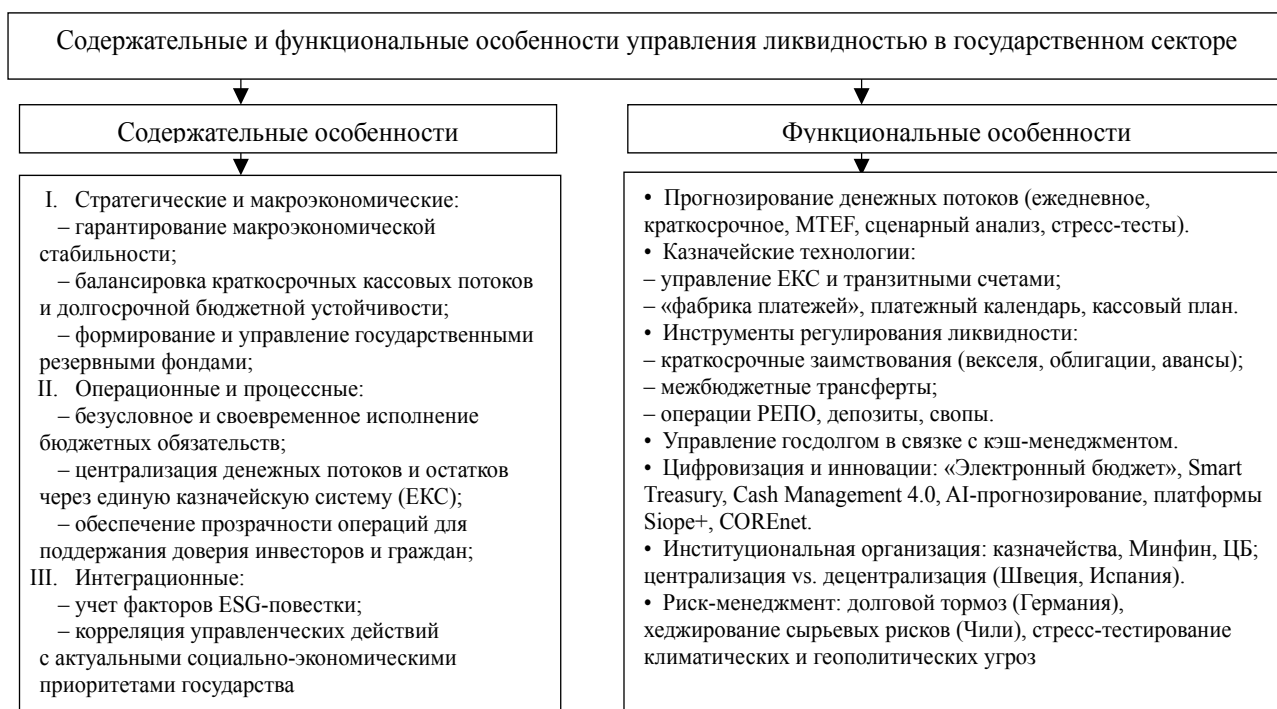 Содержательные и функциональные особенности управления ликвидностью в государственном секторе
Содержательные особенности
I. Стратегические и макроэкономические:
– гарантирование макроэкономической
стабильности;
– балансировка краткосрочных кассовых потоков
и долгосрочной бюджетной устойчивости;
– формирование и управление государственными
резервными фондами;
II. Операционные и процессные:
– безусловное и своевременное исполнение
бюджетных обязательств;
– централизация денежных потоков и остатков
через единую казначейскую систему (ЕКС);
– обеспечение прозрачности операций для
поддержания доверия инвесторов и граждан;
III. Интеграционные:
– учет факторов ESG-повестки;
– корреляция управленческих действий
с актуальными социально-экономическими
приоритетами государства
Функциональные особенности
• Прогнозирование денежных потоков (ежедневное,
краткосрочное, MTEF, сценарный анализ, стресс-тесты).
• Казначейские технологии:
– управление ЕКС и транзитными счетами;
– «фабрика платежей», платежный календарь, кассовый план.
• Инструменты регулирования ликвидности:
– краткосрочные заимствования (векселя, облигации, авансы);
– межбюджетные трансферты;
– операции РЕПО, депозиты, свопы.
• Управление госдолгом в связке с кэш-менеджментом.
• Цифровизация и инновации: «Электронный бюджет», Smart
Treasury, Cash Management 4.0, AI-прогнозирование, платформы
Siope+, COREnet.
• Институциональная организация: казначейства, Минфин, ЦБ;
централизация vs. децентрализация (Швеция, Испания).
• Риск-менеджмент: долговой тормоз (Германия),
хеджирование сырьевых рисков (Чили), стресс-тестирование
климатических и геополитических угроз